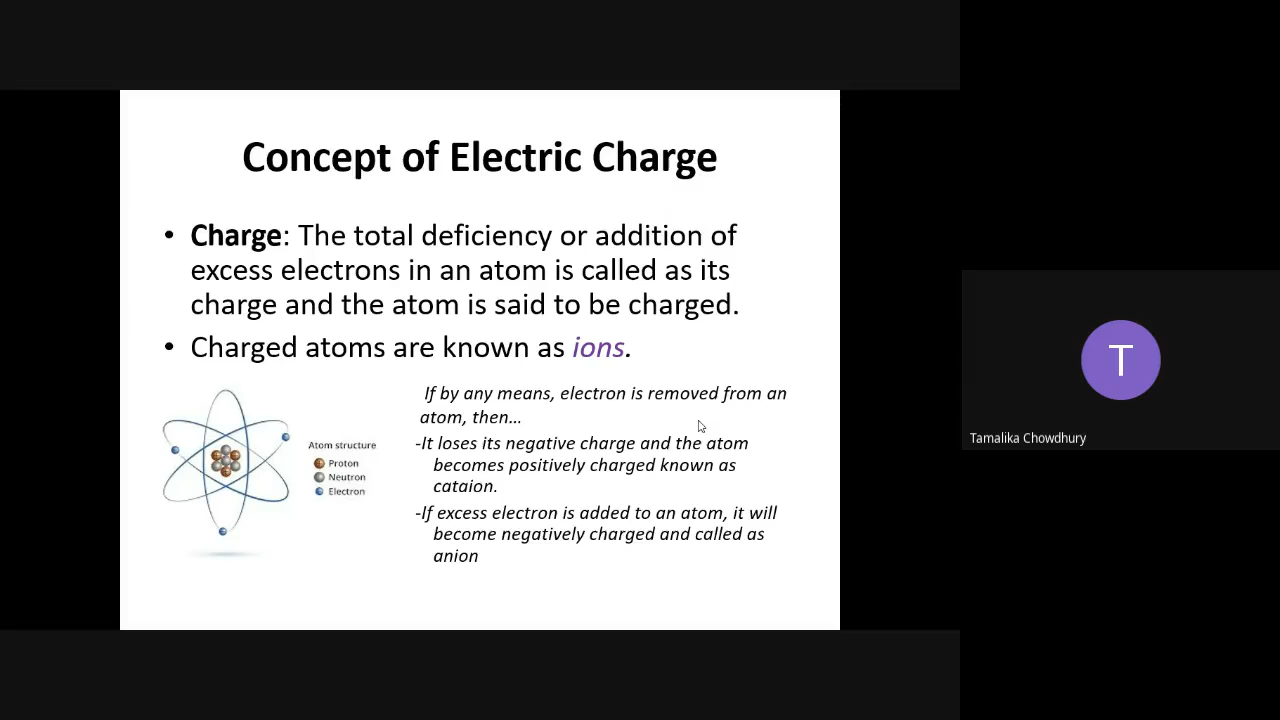 Concept of Electric Charge
• Charge: The total deficiency or addition of
excess electrons in an atom is called as its
charge and the atom is said to be charged.
• Charged atoms are known as ions.
If by any means, electron is removed from an
atom, then...
-It loses its negative charge and the atom
becomes positively charged known as
cataion.
-If excess electron is added to an atom, it will
become negatively charged and called as
anion
Atom structure
Proton
Neutron
Electron
T
Tamalika Chowdhury